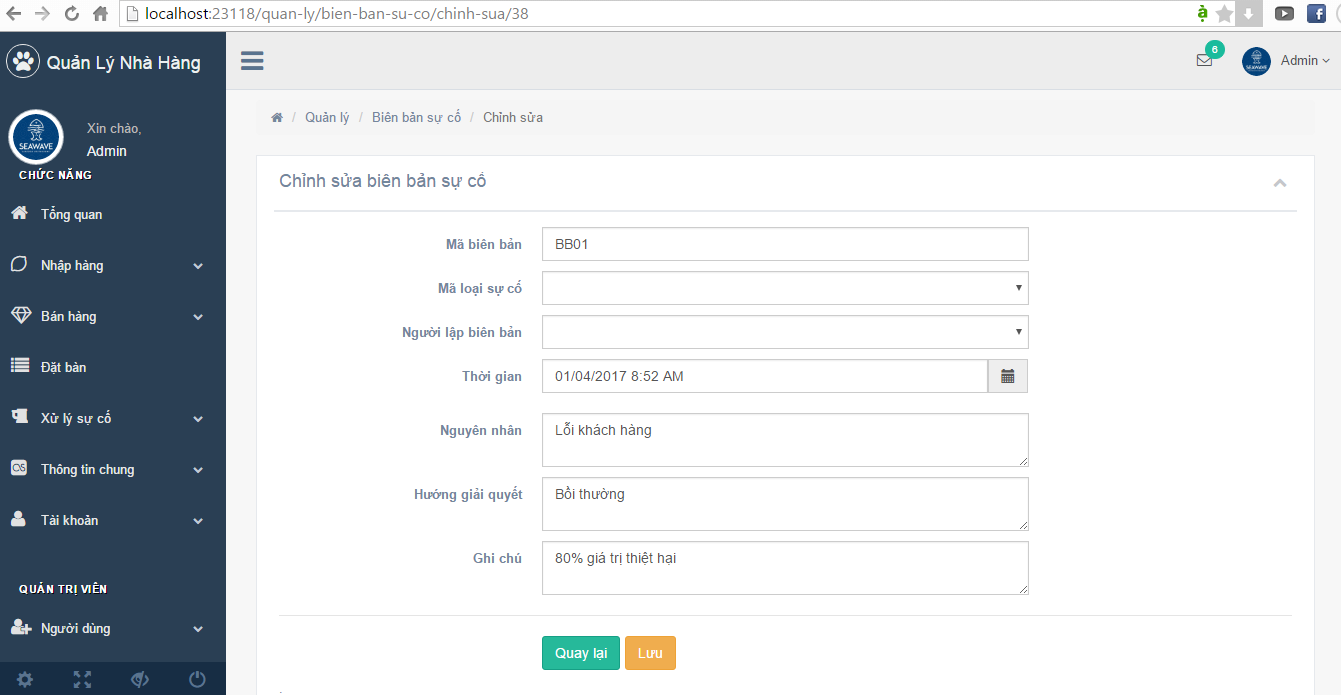 localhost:23118/quan-ly/bien-ban-su-co/chinh-sua/38
Quản Lý Nhà Hàng
6
Admin
Xin chào,
Admin
SEAWAVE
CHỨC NĂNG
Tổng quan
Nhập hàng
Bán hàng
Đặt bàn
Xử lý sự cố
Thông tin chung
Tài khoản
QUẢN TRỊ VIÊN
Người dùng
/ Quản lý / Biên bản sự cố / Chỉnh sửa
Chỉnh sửa biên bản sự cố
Mã biên bản BB01
Mã loại sự cố
Người lập biên bản
Thời gian 01/04/2017 8:52 AM
Nguyên nhân Lỗi khách hàng
Hướng giải quyết Bồi thường
Ghi chú 80% giá trị thiệt hại
Quay lại Lưu